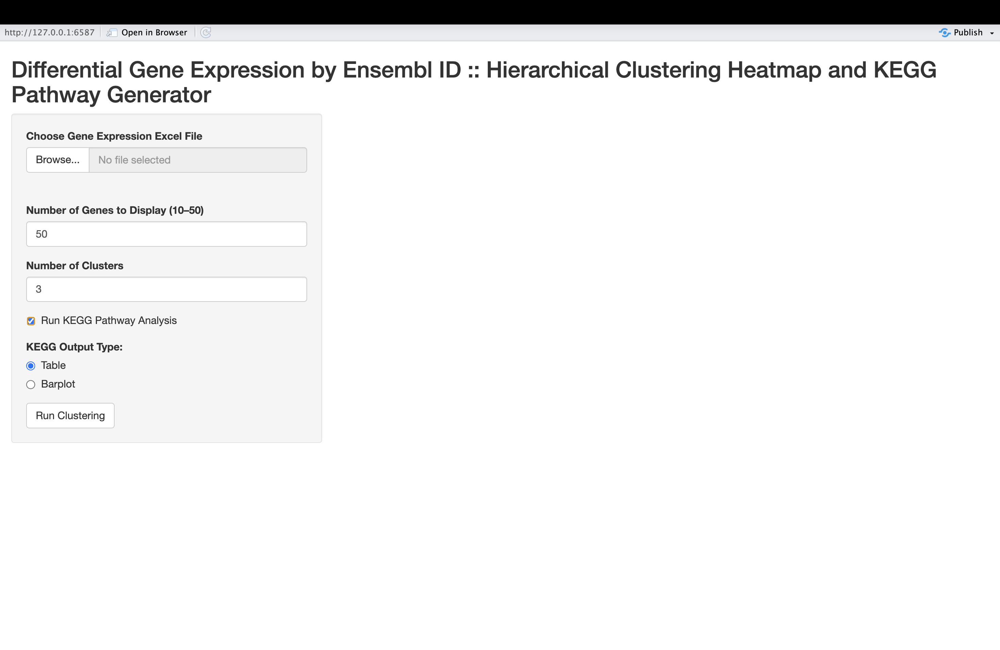 http://127.0.0.1:6587 Open in Browser Publish
Differential Gene Expression by Ensembl ID :: Hierarchical Clustering Heatmap and KEGG
Pathway Generator
Choose Gene Expression Excel File
Browse... No file selected
Number of Genes to Display (10–50)
50
Number of Clusters
3
Run KEGG Pathway Analysis
KEGG Output Type:
Table
Barplot
Run Clustering